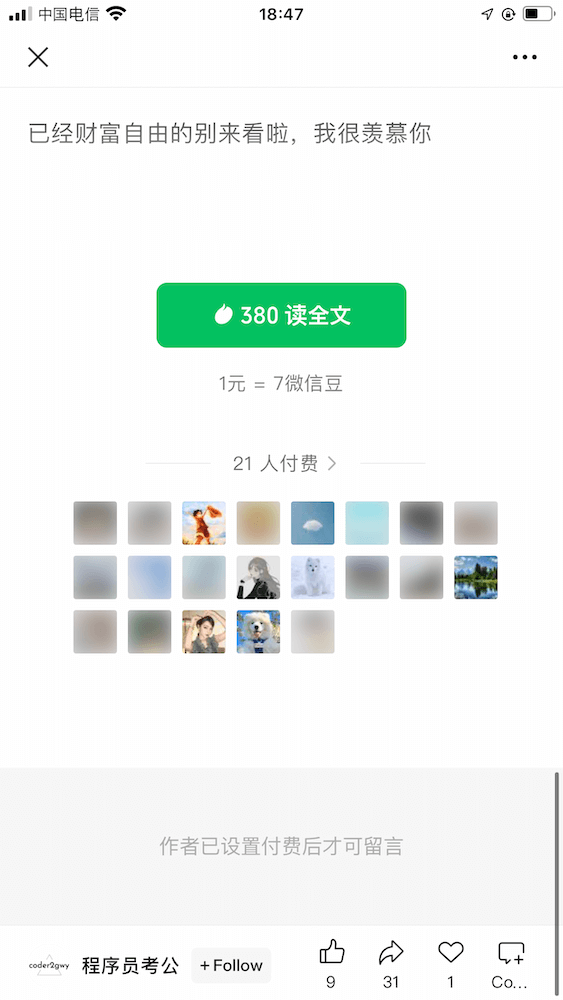 中国电信 18:47
已经财富自由的别来看啦，我很羡慕你
380 读全文
1元 = 7微信豆
21 人付费
作者已设置付费后才可留言
coder2gwy 程序员考公 +Follow
9 31 1 Co...